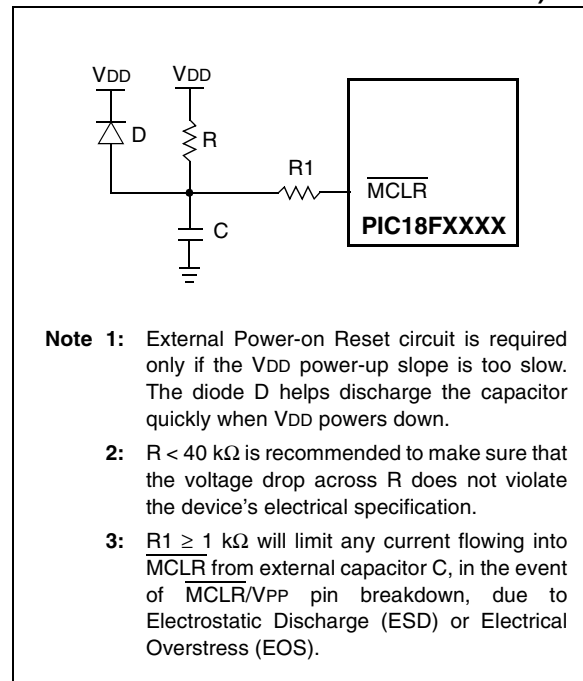 VDD VDD
D R
R1
MCLR
C
PIC18FXXXX
Note 1: External Power-on Reset circuit is required
only if the VDD power-up slope is too slow.
The diode D helps discharge the capacitor
quickly when VDD powers down.
2: R < 40 kΩ is recommended to make sure that
the voltage drop across R does not violate
the device's electrical specification.
3: R1 ≥ 1 kΩ will limit any current flowing into
MCLR from external capacitor C, in the event
of MCLR/VPP pin breakdown, due to
Electrostatic Discharge (ESD) or Electrical
Overstress (EOS).